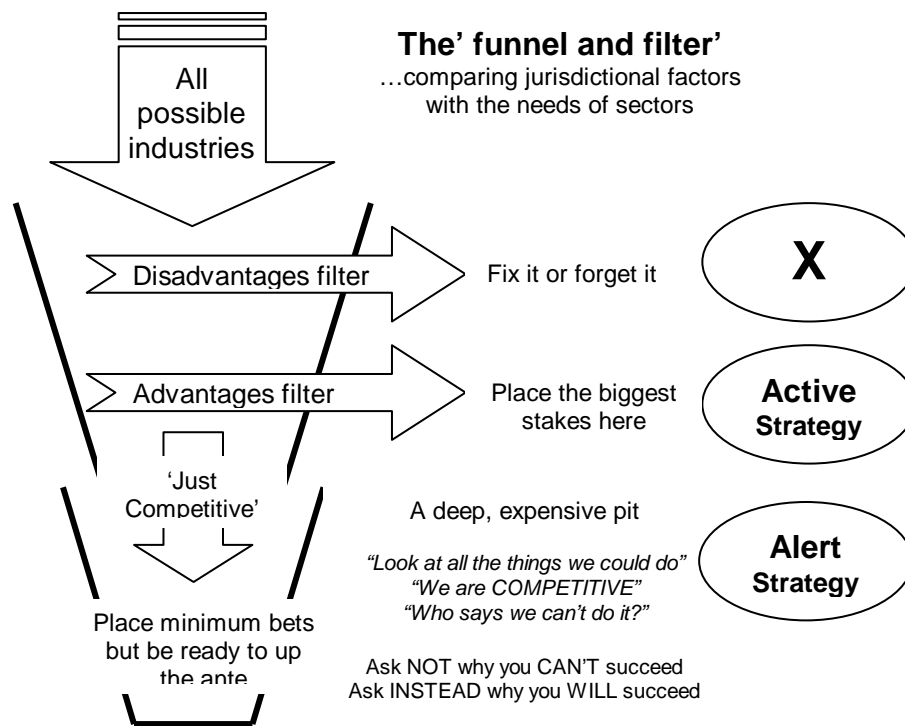 The' funnel and filter'
…comparing jurisdictional factors
with the needs of sectors
All
possible
industries
Disadvantages filter
Fix it or forget it
X
Advantages filter
Place the biggest
stakes here
Active
Strategy
‘Just
Competitive’
A deep, expensive pit
“Look at all the things we could do”
“We are COMPETITIVE”
“Who says we can’t do it?”
Alert
Strategy
Place minimum bets
but be ready to up
the ante
Ask NOT why you CAN’T succeed
Ask INSTEAD why you WILL succeed